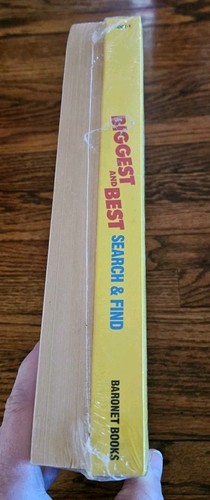 BIGGEST
AND BEST
SEARCH & FIND
BARONET BOOKS